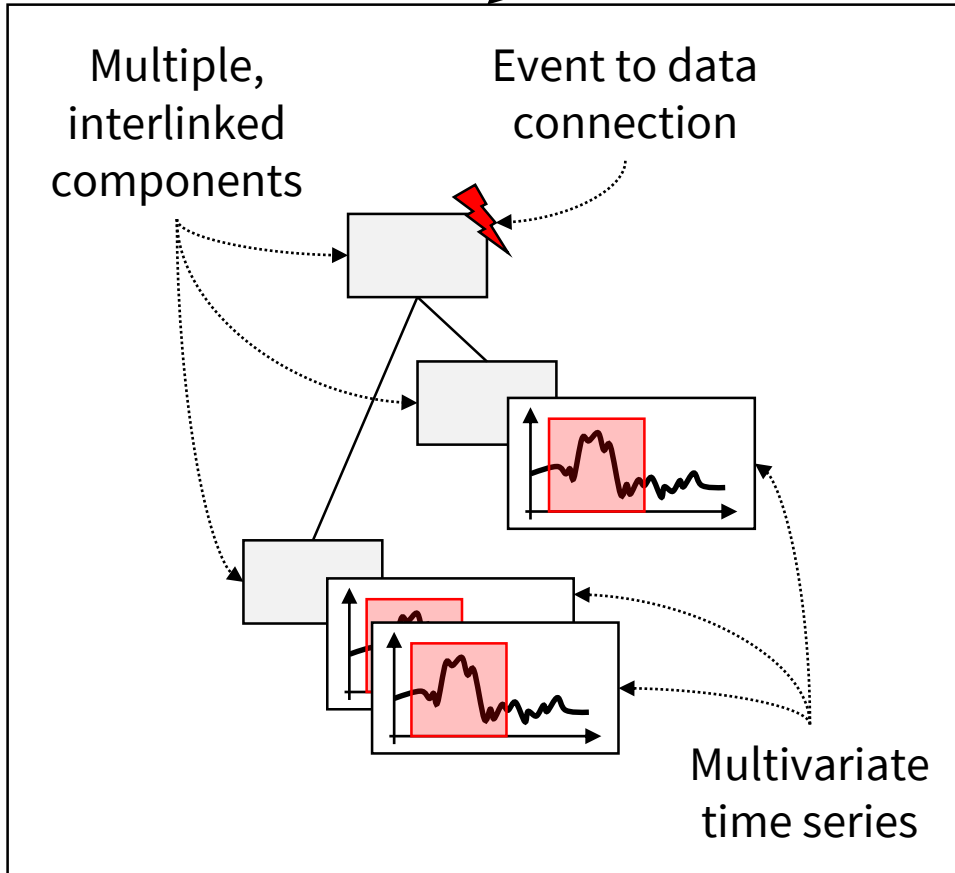 Multiple,
interlinked
components
Event to data
connection
Multivariate
time series